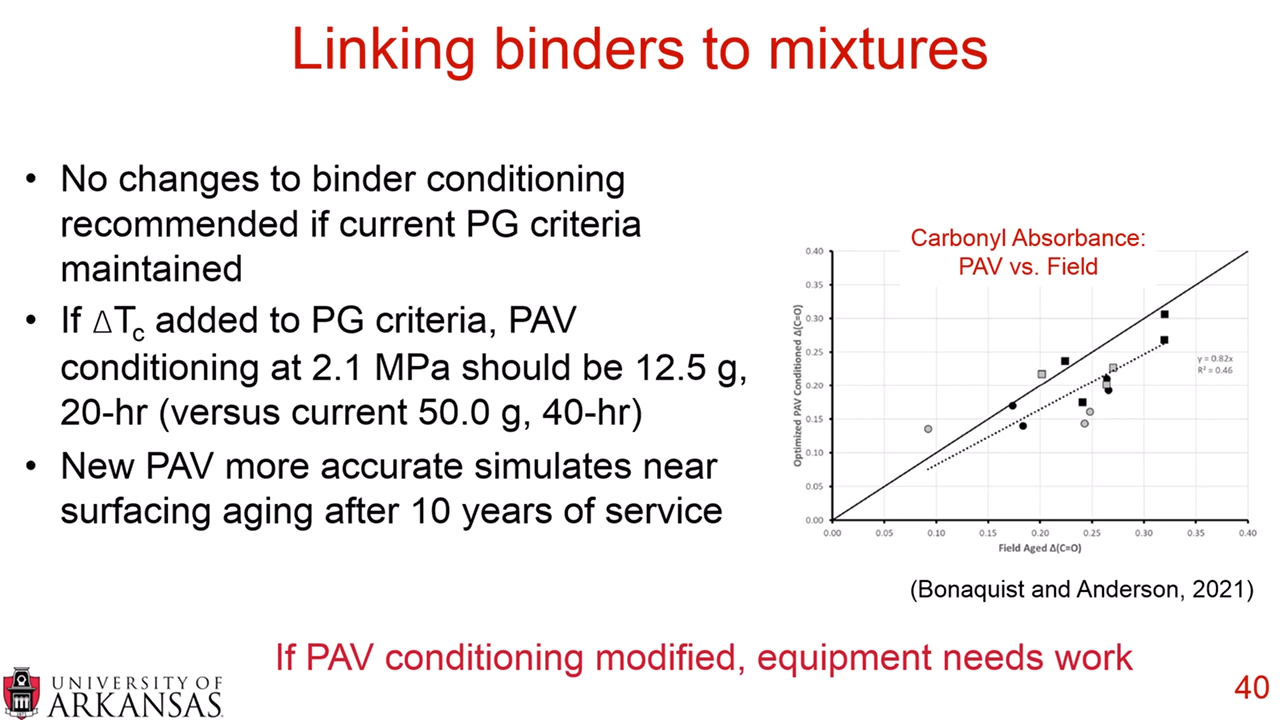 Linking binders to mixtures
• No changes to binder conditioning
recommended if current PG criteria
maintained
• If ΔTc added to PG criteria, PAV
conditioning at 2.1 MPa should be 12.5 g,
20-hr (versus current 50.0 g, 40-hr)
• New PAV more accurate simulates near
surfacing aging after 10 years of service
Carbonyl Absorbance:
PAV vs. Field
Optimized PAV Conditioned Δ(C=O)
0.40
0.35
0.30
0.25
0.20
0.15
0.10
0.05
0.00
y = 0.82x
R² = 0.46
0.00 0.05 0.10 0.15 0.20 0.25 0.30 0.35 0.40
Field Aged Δ(C=O)
(Bonaquist and Anderson, 2021)
If PAV conditioning modified, equipment needs work
UNIVERSITY OF
ARKANSAS
40